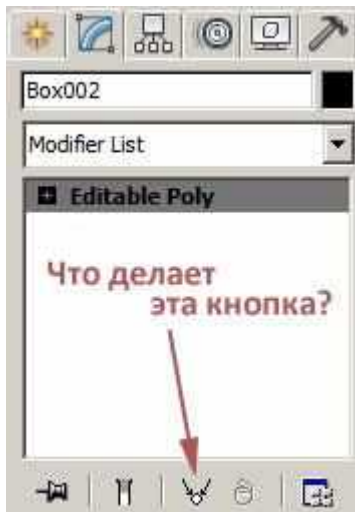 Box002
Modifier List
Editable Poly
Что делает
эта кнопка?